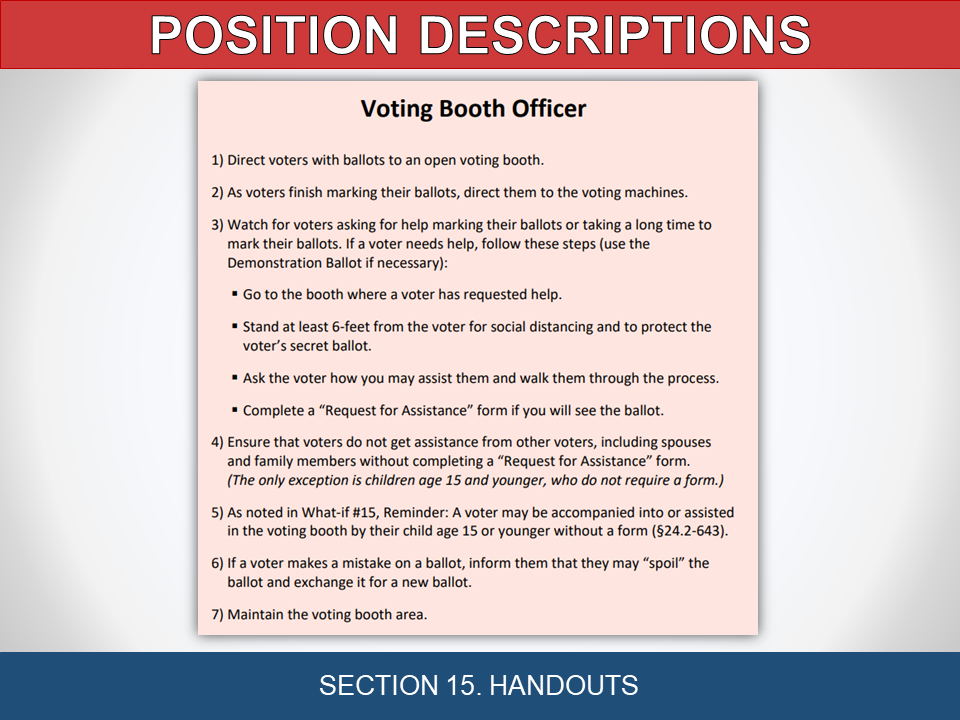 POSITION DESCRIPTIONS
Voting Booth Officer
1) Direct voters with ballots to an open voting booth.
2) As voters finish marking their ballots, direct them to the voting machines.
3) Watch for voters asking for help marking their ballots or taking a long time to
mark their ballots. If a voter needs help, follow these steps (use the
Demonstration Ballot if necessary):
▪ Go to the booth where a voter has requested help.
▪ Stand at least 6-feet from the voter for social distancing and to protect the
voter's secret ballot.
▪ Ask the voter how you may assist them and walk them through the process.
▪ Complete a "Request for Assistance" form if you will see the ballot.
4) Ensure that voters do not get assistance from other voters, including spouses
and family members without completing a "Request for Assistance" form.
(The only exception is children age 15 and younger, who do not require a form.)
5) As noted in What-if #15, Reminder: A voter may be accompanied into or assisted
in the voting booth by their child age 15 or younger without a form (§24.2-643).
6) If a voter makes a mistake on a ballot, inform them that they may "spoil" the
ballot and exchange it for a new ballot.
7) Maintain the voting booth area.
SECTION 15. HANDOUTS